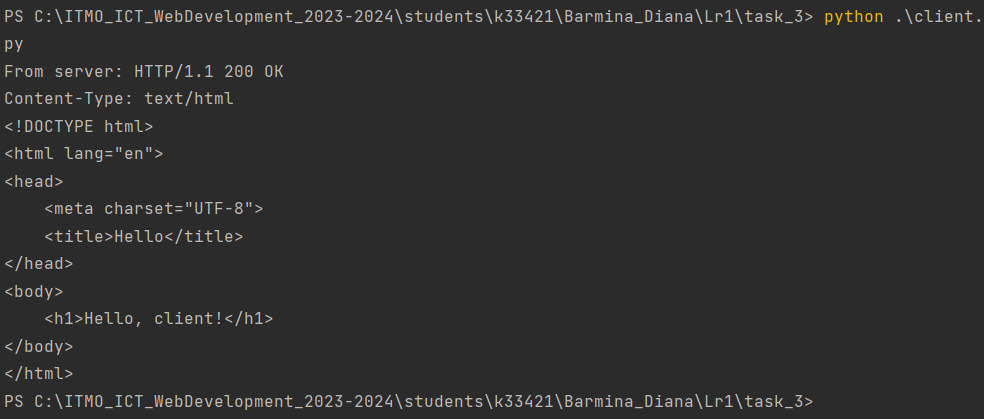 PS C:\ITMO_ICT_WebDevelopment_2023-2024\students\k33421\Barmina_Diana\Lr1\task_3> python .\client.
py
From server: HTTP/1.1 200 OK
Content-Type: text/html
<!DOCTYPE html>
<html lang="en">
<head>
    <meta charset="UTF-8">
    <title>Hello</title>
</head>
<body>
    <h1>Hello, client!</h1>
</body>
</html>
PS C:\ITMO_ICT_WebDevelopment_2023-2024\students\k33421\Barmina_Diana\Lr1\task_3>